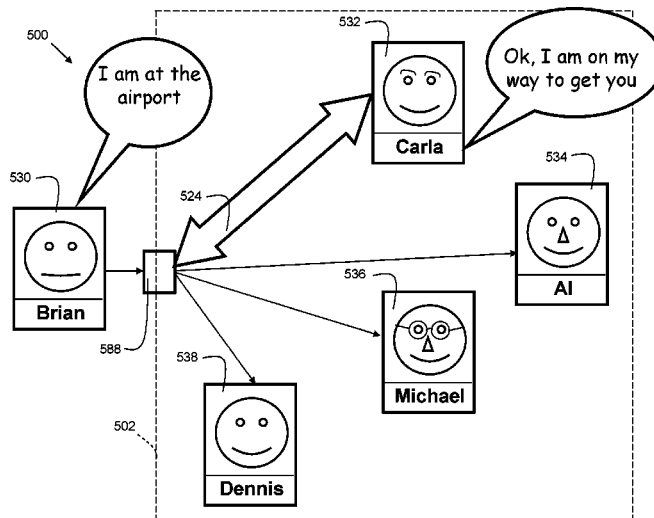 500
I am at the
airport
532
Ok, I am on my
way to get you
Carla
530
524
534
Brian
588
536
Al
Michael
538
502
Dennis